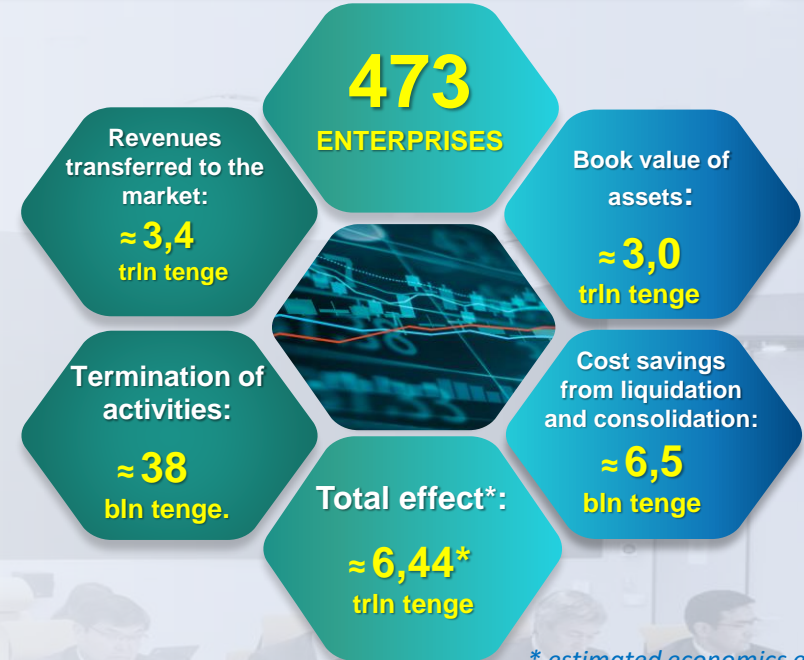 473
ENTERPRISES
Revenues
transferred to the
market:
≈ 3,4
trln tenge
Book value of
assets:
≈ 3,0
trln tenge
Termination of
activities:
≈ 38
bln tenge.
Cost savings
from liquidation
and consolidation:
≈ 6,5
bln tenge
Total effect*:
≈ 6,44*
trln tenge
* estimated economics